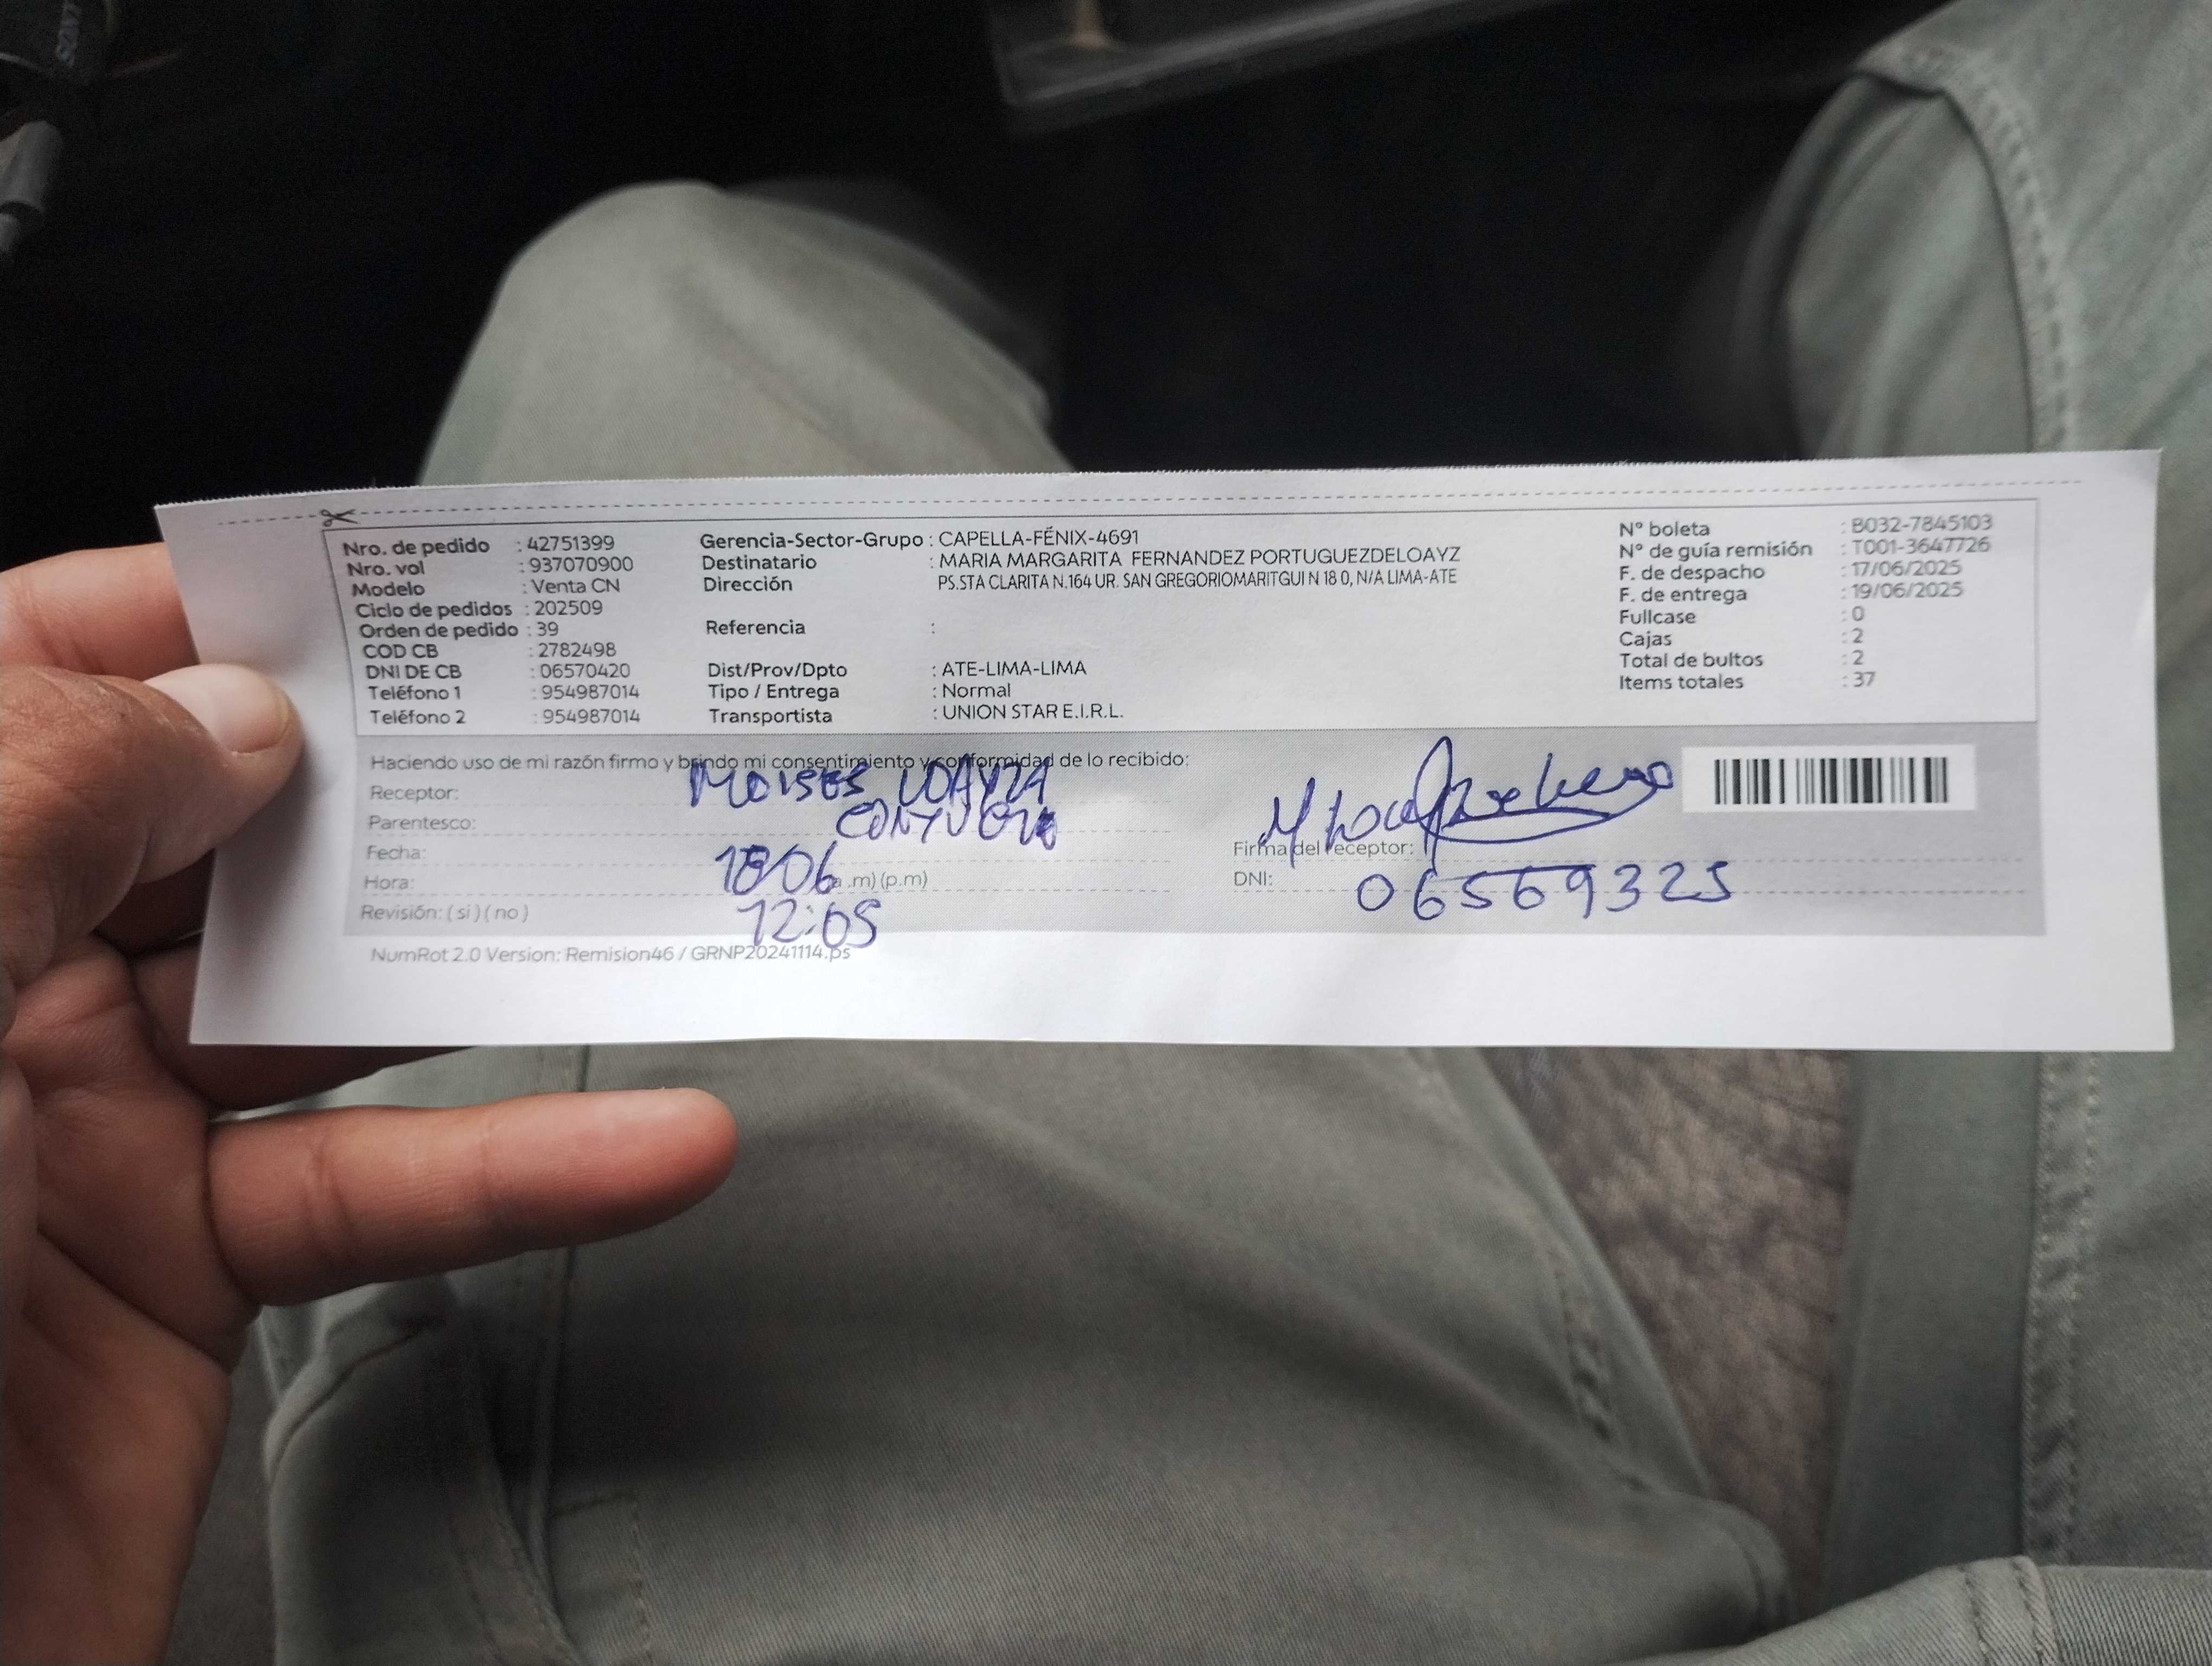 Nro. de pedido : 42751399
Nro. vol : 937070900
Modelo : Venta CN
Ciclo de pedidos : 202509
Orden de pedido : 39
COD CB : 2782498
DNI DE CB : 06570420
Teléfono 1 : 954987014
Teléfono 2 : 954987014
Gerencia-Sector-Grupo : CAPELLA-FÉNIX-4691
Destinatario : MARIA MARGARITA FERNANDEZ PORTUGUEZDELOAYZ
Dirección PS.STA CLARITA N.164 UR. SAN GREGORIOMARITGUI N 18 0, N/A LIMA-ATE
Referencia :
Dist/Prov/Dpto : ATE-LIMA-LIMA
Tipo / Entrega : Normal
Transportista : UNION STAR E.I.R.L.
N° boleta : B032-7845103
N° de guía remisión : T001-3647726
F. de despacho : 17/06/2025
F. de entrega : 19/06/2025
Fullcase : 0
Cajas : 2
Total de bultos : 2
Items totales : 37
Haciendo uso de mi razón firmo y brindo mi consentimiento y conformidad de lo recibido:
Receptor: MOISES LOAYZA
Parentesco:
Fecha: 18 06
Hora: (a.m) (p.m)
12:05
Revisión: ( si ) ( no )
Firma del receptor:
DNI: 06569325
NumRot 2.0 Version: Remision46 / GRNP20241114.ps